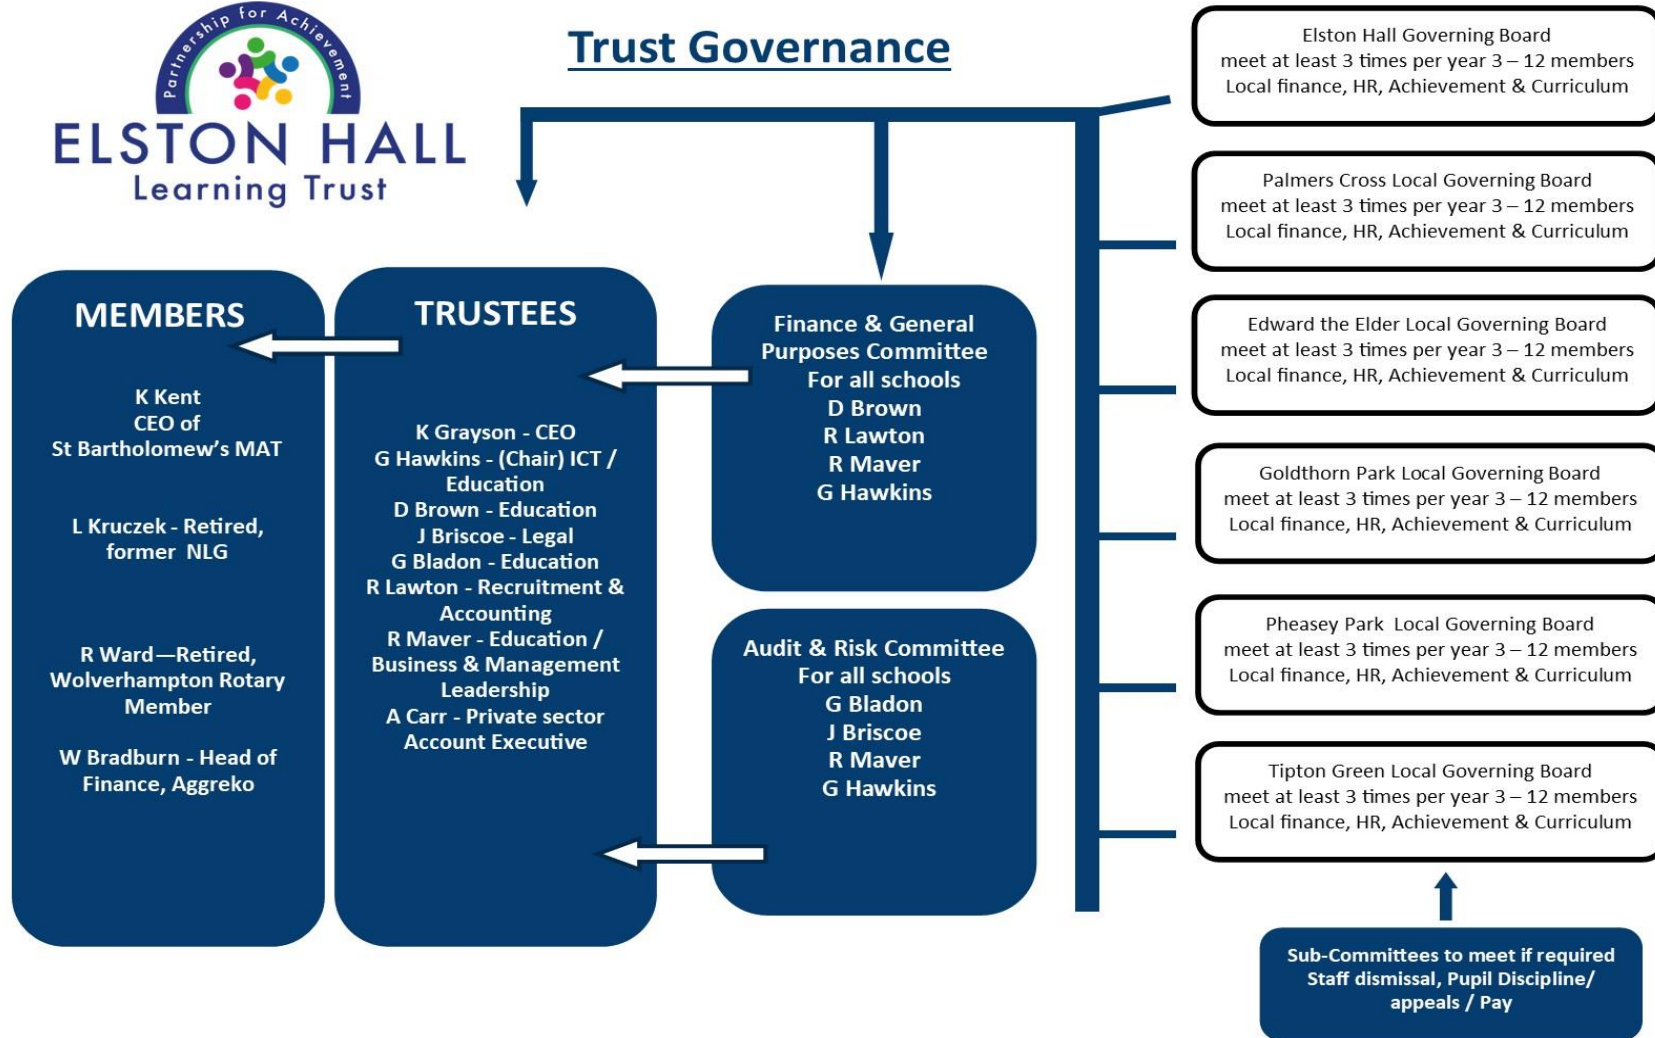 Partnership for Achievement
ELSTON HALL
Learning Trust
Trust Governance
MEMBERS
K Kent
CEO of
St Bartholomew’s MAT
L Kruczek - Retired,
former NLG
R Ward—Retired,
Wolverhampton Rotary
Member
W Bradburn - Head of
Finance, Aggreko
TRUSTEES
K Grayson - CEO
G Hawkins - (Chair) ICT /
Education
D Brown - Education
J Briscoe - Legal
G Bladon - Education
R Lawton - Recruitment &
Accounting
R Maver - Education /
Business & Management
Leadership
A Carr - Private sector
Account Executive
Finance & General
Purposes Committee
For all schools
D Brown
R Lawton
R Maver
G Hawkins
Audit & Risk Committee
For all schools
G Bladon
J Briscoe
R Maver
G Hawkins
Elston Hall Governing Board
meet at least 3 times per year 3 – 12 members
Local finance, HR, Achievement & Curriculum
Palmers Cross Local Governing Board
meet at least 3 times per year 3 – 12 members
Local finance, HR, Achievement & Curriculum
Edward the Elder Local Governing Board
meet at least 3 times per year 3 – 12 members
Local finance, HR, Achievement & Curriculum
Goldthorn Park Local Governing Board
meet at least 3 times per year 3 – 12 members
Local finance, HR, Achievement & Curriculum
Pheasey Park  Local Governing Board
meet at least 3 times per year 3 – 12 members
Local finance, HR, Achievement & Curriculum
Tipton Green Local Governing Board
meet at least 3 times per year 3 – 12 members
Local finance, HR, Achievement & Curriculum
Sub-Committees to meet if required
Staff dismissal, Pupil Discipline/
appeals / Pay